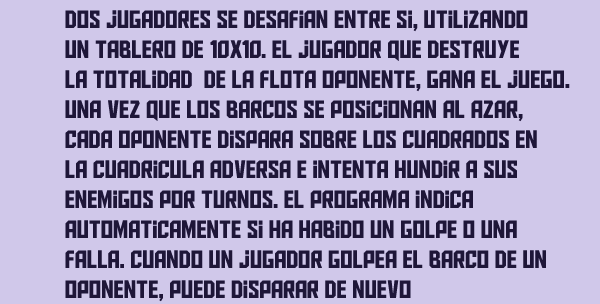 DOS JUGADORES SE DESAFIAN ENTRE SI, UTILIZANDO
UN TABLERO DE 10X10. EL JUGADOR QUE DESTRUYE
LA TOTALIDAD DE LA FLOTA OPONENTE, GANA EL JUEGO.
UNA VEZ QUE LOS BARCOS SE POSICIONAN AL AZAR,
CADA OPONENTE DISPARA SOBRE LOS CUADRADOS EN
LA CUADRICULA ADVERSA E INTENTA HUNDIR A SUS
ENEMIGOS POR TURNOS. EL PROGRAMA INDICA
AUTOMATICAMENTE SI HA HABIDO UN GOLPE O UNA
FALLA. CUANDO UN JUGADOR GOLPEA EL BARCO DE UN
OPONENTE, PUEDE DISPARAR DE NUEVO